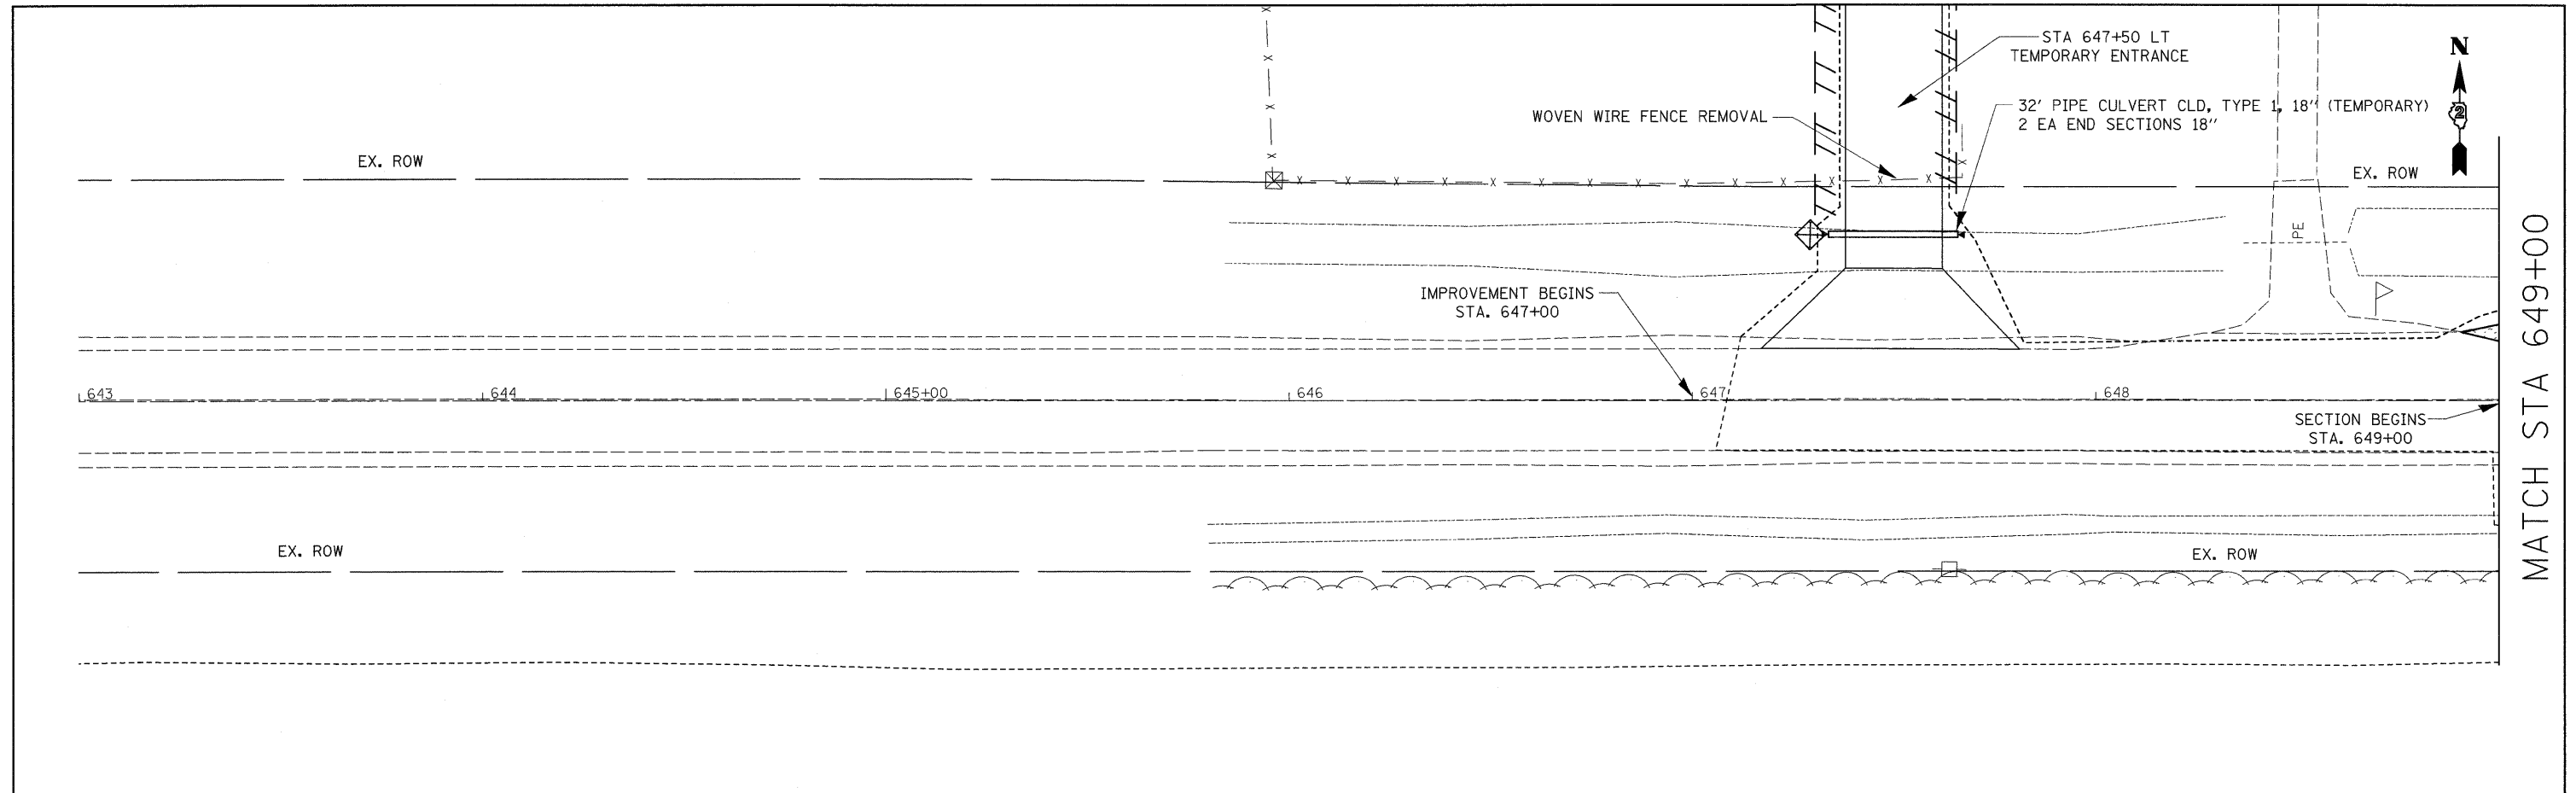 STA 647+50 LT
TEMPORARY ENTRANCE
N
2
32' PIPE CULVERT CLD, TYPE 1, 18" (TEMPORARY)
2 EA END SECTIONS 18"
WOVEN WIRE FENCE REMOVAL
EX. ROW
EX. ROW
PE
IMPROVEMENT BEGINS
STA. 647+00
643
644
645+00
646
647
648
SECTION BEGINS
STA. 649+00
MATCH STA 649+00
EX. ROW
EX. ROW